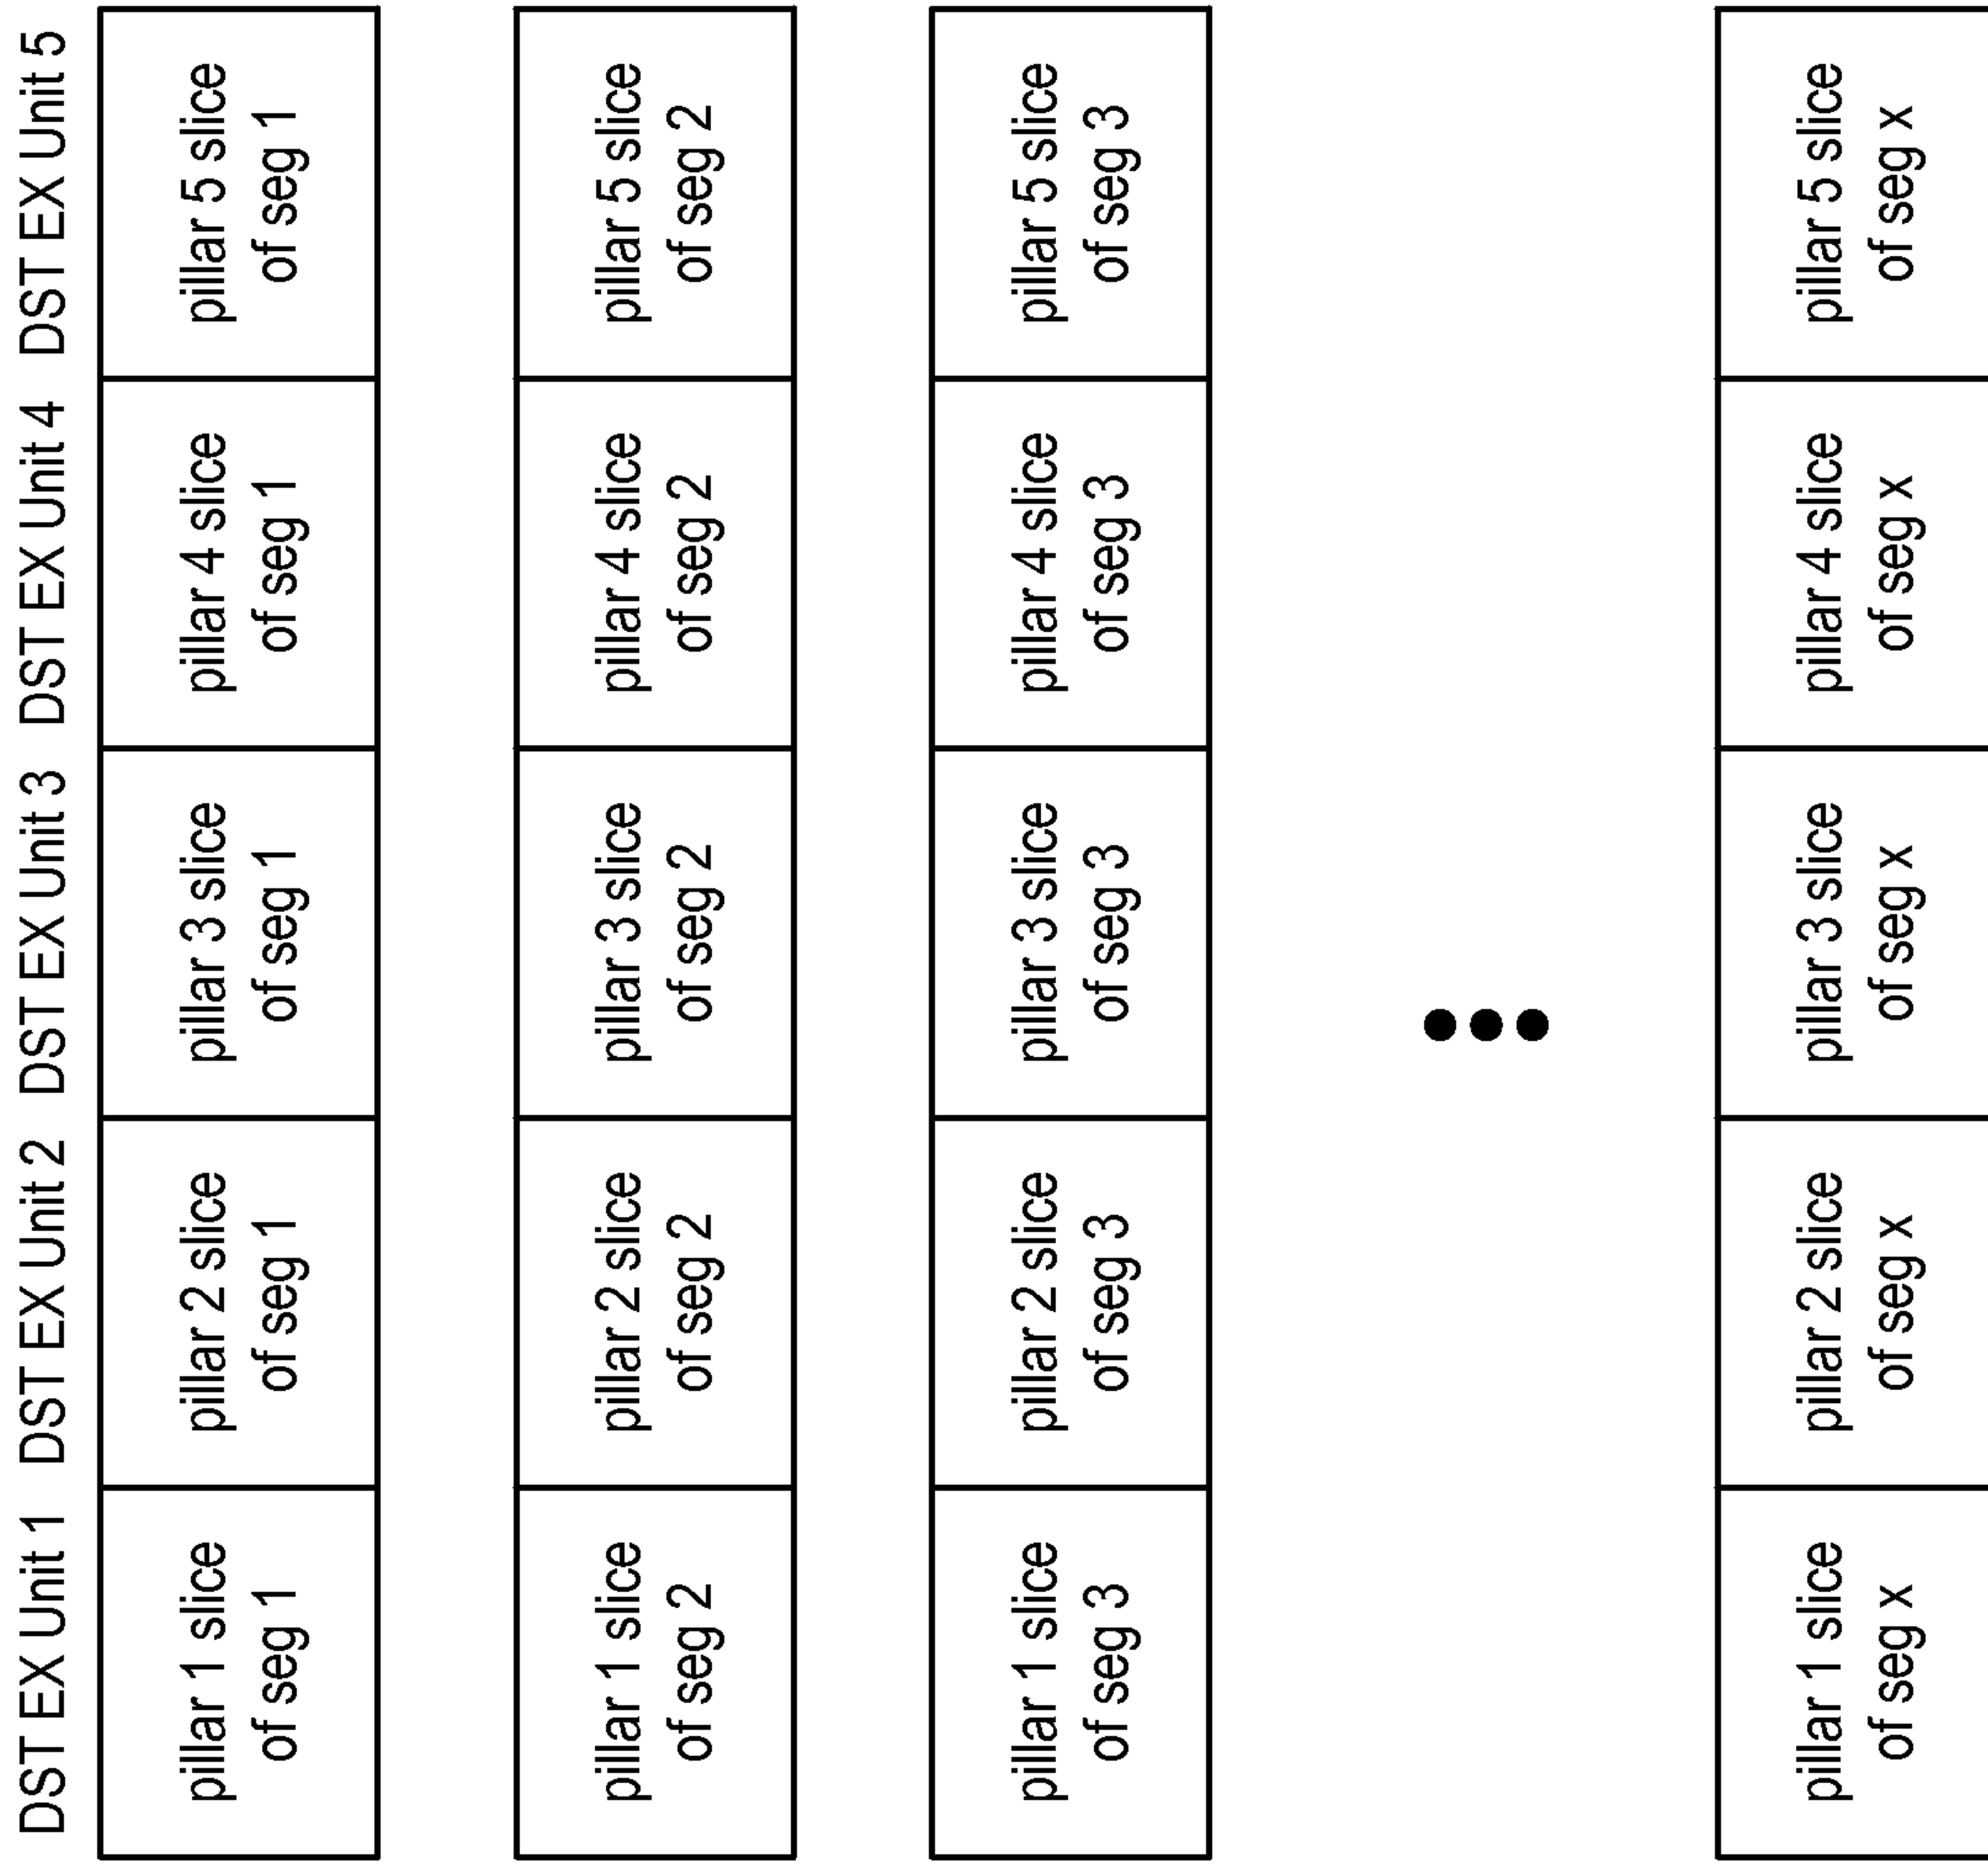 DST EX Unit 1
DST EX Unit 2
DST EX Unit 3
DST EX Unit 4
DST EX Unit 5
pillar 1 slice
of seg 1
pillar 2 slice
of seg 1
pillar 3 slice
of seg 1
pillar 4 slice
of seg 1
pillar 5 slice
of seg 1
pillar 1 slice
of seg 2
pillar 2 slice
of seg 2
pillar 3 slice
of seg 2
pillar 4 slice
of seg 2
pillar 5 slice
of seg 2
pillar 1 slice
of seg 3
pillar 2 slice
of seg 3
pillar 3 slice
of seg 3
pillar 4 slice
of seg 3
pillar 5 slice
of seg 3
pillar 1 slice
of seg x
pillar 2 slice
of seg x
pillar 3 slice
of seg x
pillar 4 slice
of seg x
pillar 5 slice
of seg x